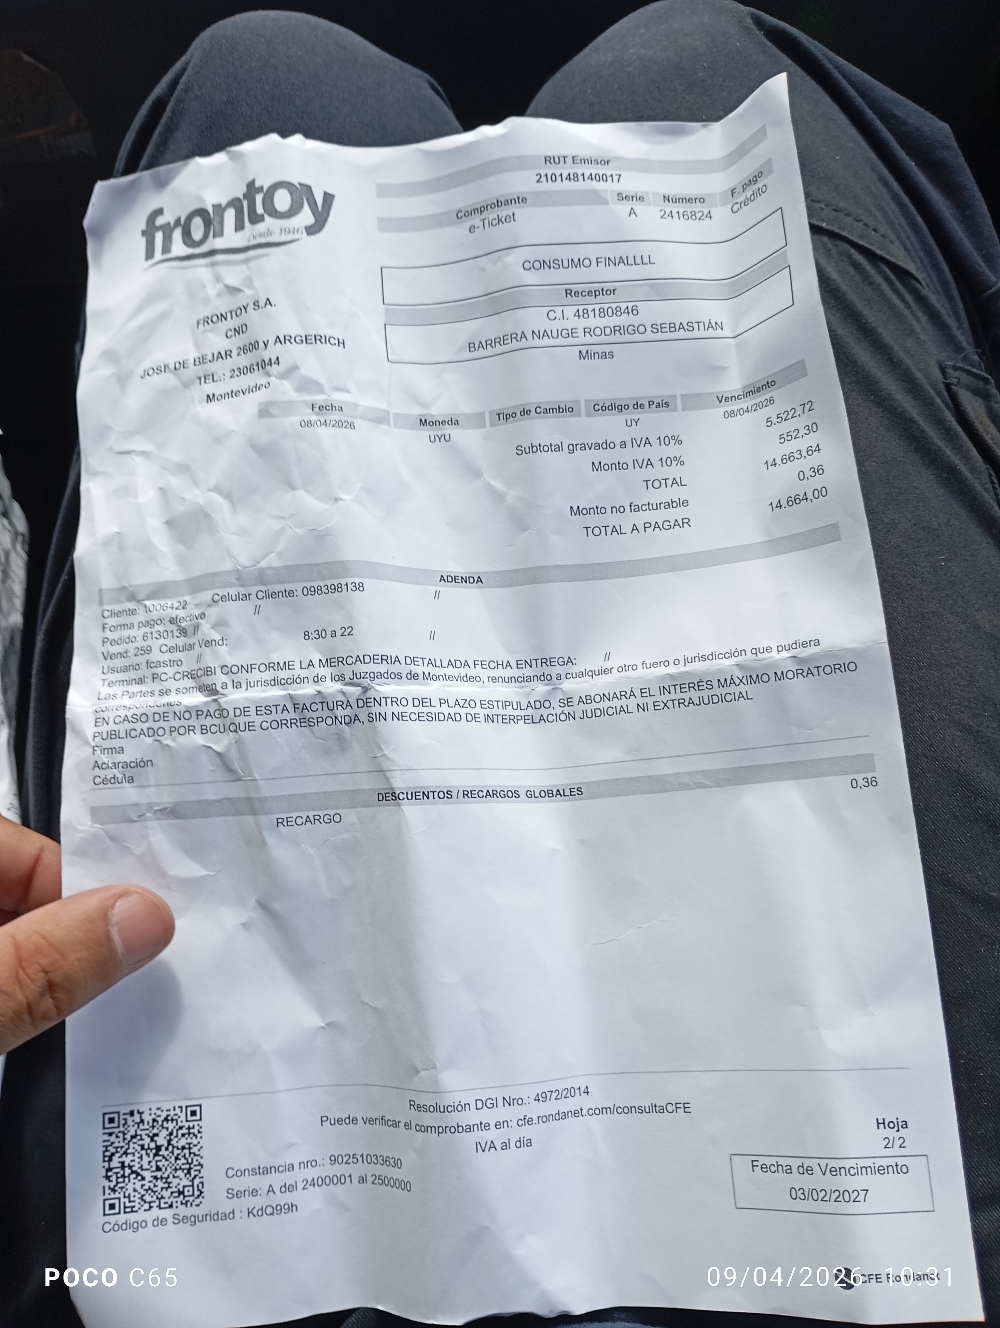 frontoy
desde 1946
FRONTOY S.A.
CND
JOSE DE BEJAR 2600 y ARGERICH
TEL.: 23061044
Montevideo
RUT Emisor
210148140017
Comprobante Serie Número F. pago
e-Ticket A 2416824 Crédito
CONSUMO FINALLLL
Receptor
C.I. 48180846
BARRERA NAUGE RODRIGO SEBASTIÁN
Minas
Fecha Moneda Tipo de Cambio Código de País Vencimiento
08/04/2026 UYU UY 08/04/2026
Subtotal gravado a IVA 10% 5.522,72
Monto IVA 10% 552,30
TOTAL 14.663,64
Monto no facturable 0,36
TOTAL A PAGAR 14.664,00
ADENDA
Cliente: 1006422 Celular Cliente: 098398138 //
Forma pago: efectivo //
Pedido: 6130139 //
Vend: 259 Celular Vend: 8:30 a 22 //
Usuario: fcastro //
Terminal: PC-CRECIBI CONFORME LA MERCADERIA DETALLADA FECHA ENTREGA: //
Las Partes se someten a la jurisdicción de los Juzgados de Montevideo, renunciando a cualquier otro fuero o jurisdicción que pudiera
EN CASO DE NO PAGO DE ESTA FACTURA DENTRO DEL PLAZO ESTIPULADO, SE ABONARÁ EL INTERÉS MÁXIMO MORATORIO
PUBLICADO POR BCU QUE CORRESPONDA, SIN NECESIDAD DE INTERPELACIÓN JUDICIAL NI EXTRAJUDICIAL
Firma
Aclaración
Cédula
DESCUENTOS / RECARGOS GLOBALES
RECARGO 0,36
Resolución DGI Nro.: 4972/2014
Puede verificar el comprobante en: cfe.rondanet.com/consultaCFE
IVA al día
Constancia nro.: 90251033630
Serie: A del 2400001 al 2500000
Código de Seguridad : KdQ99h
Hoja
2/2
Fecha de Vencimiento
03/02/2027
CFE Rondanet
POCO C65
09/04/2026 10:31